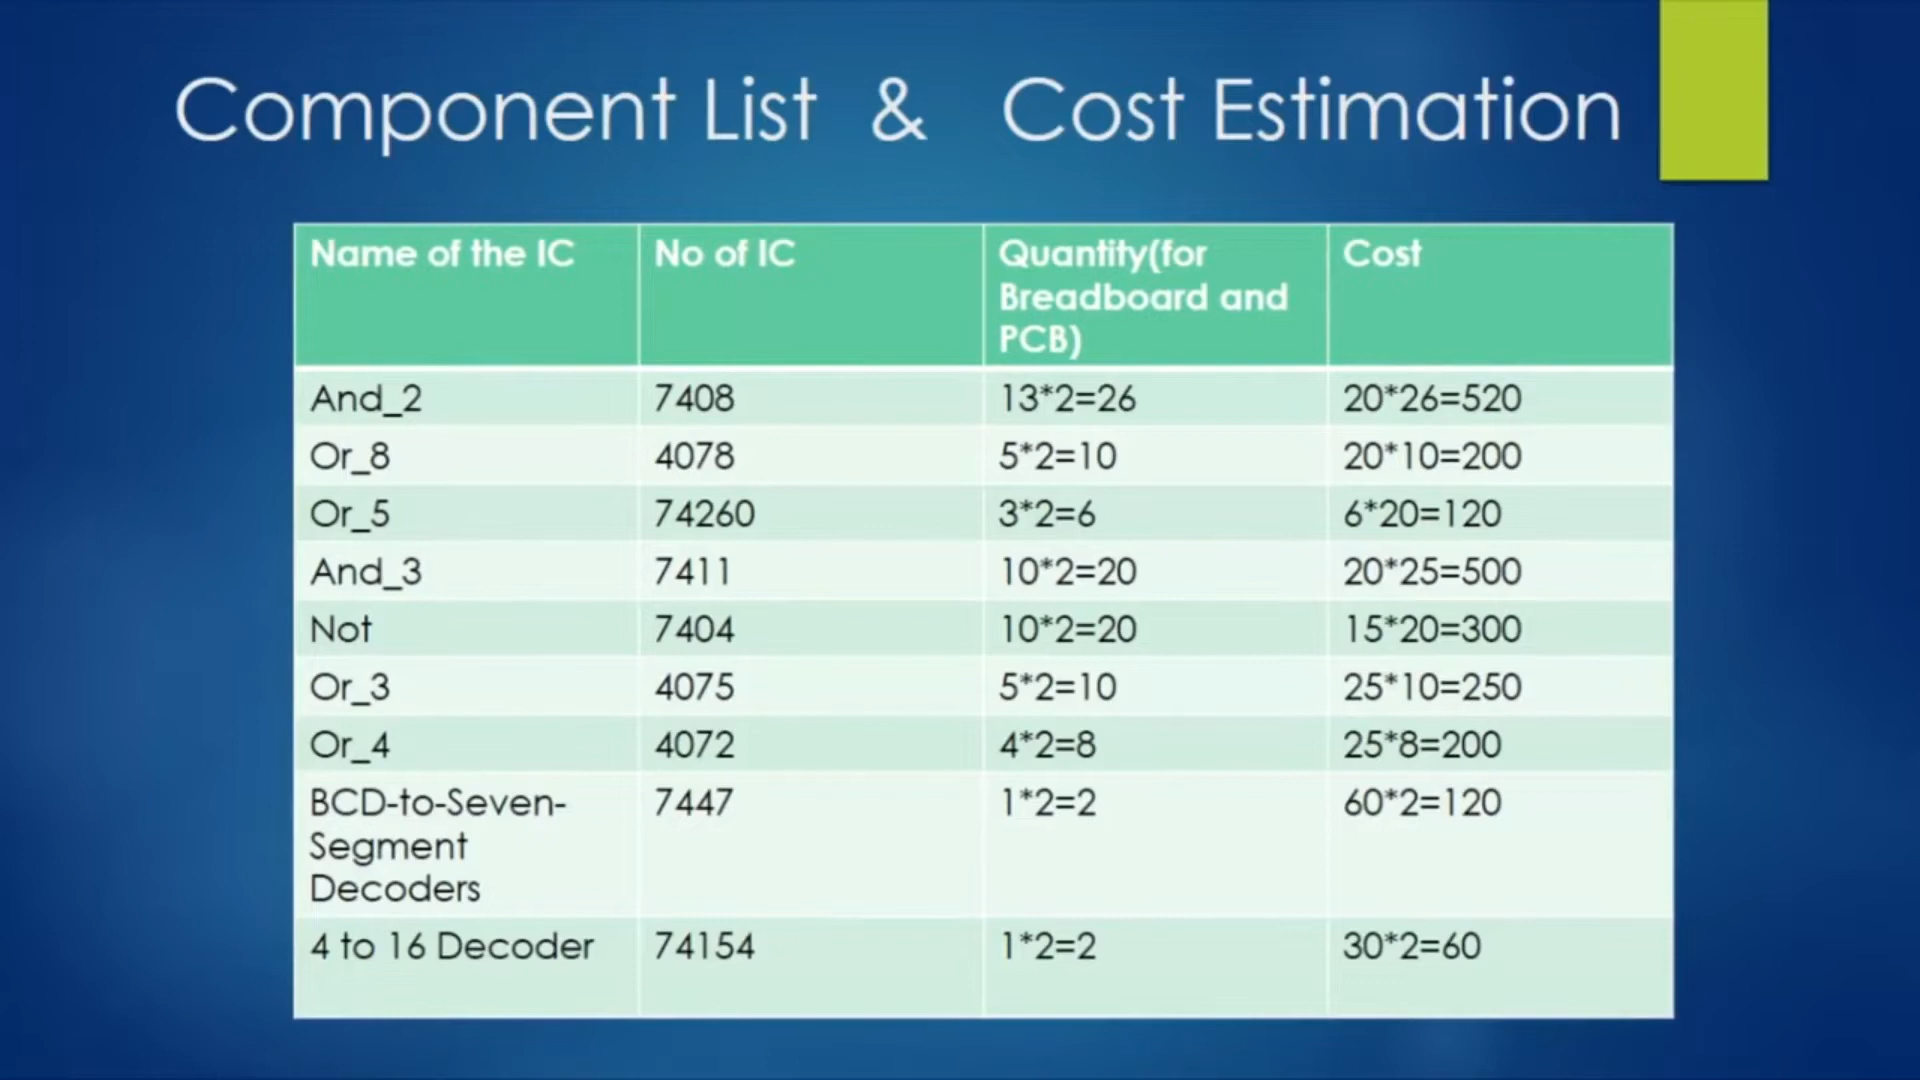 Component List & Cost Estimation
Name of the IC No of IC Quantity(for Breadboard and PCB) Cost
And_2 7408 13*2=26 20*26=520
Or_8 4078 5*2=10 20*10=200
Or_5 74260 3*2=6 6*20=120
And_3 7411 10*2=20 20*25=500
Not 7404 10*2=20 15*20=300
Or_3 4075 5*2=10 25*10=250
Or_4 4072 4*2=8 25*8=200
BCD-to-Seven-Segment Decoders 7447 1*2=2 60*2=120
4 to 16 Decoder 74154 1*2=2 30*2=60